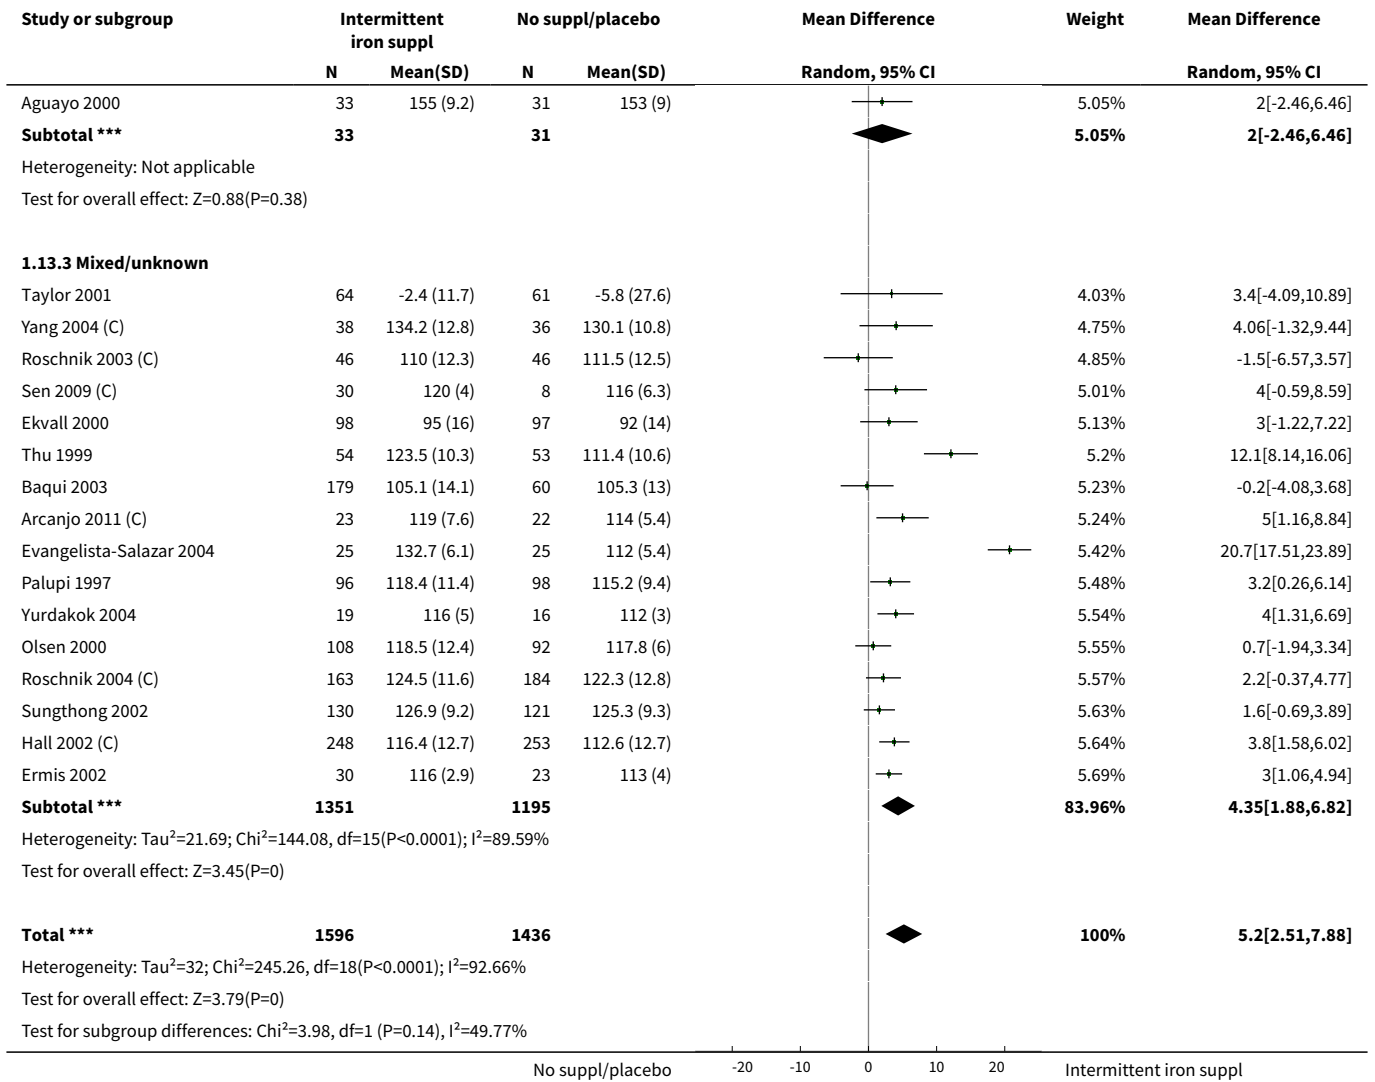 Study or subgroup Intermittent iron suppl No suppl/placebo Mean Difference Weight Mean Difference
N Mean(SD) N Mean(SD) Random, 95% CI Random, 95% CI
Aguayo 2000 33 155 (9.2) 31 153 (9) 5.05% 2[-2.46,6.46]
Subtotal *** 33 31 5.05% 2[-2.46,6.46]
Heterogeneity: Not applicable
Test for overall effect: Z=0.88(P=0.38)
1.13.3 Mixed/unknown
Taylor 2001 64 -2.4 (11.7) 61 -5.8 (27.6) 4.03% 3.4[-4.09,10.89]
Yang 2004 (C) 38 134.2 (12.8) 36 130.1 (10.8) 4.75% 4.06[-1.32,9.44]
Roschnik 2003 (C) 46 110 (12.3) 46 111.5 (12.5) 4.85% -1.5[-6.57,3.57]
Sen 2009 (C) 30 120 (4) 8 116 (6.3) 5.01% 4[-0.59,8.59]
Ekvall 2000 98 95 (16) 97 92 (14) 5.13% 3[-1.22,7.22]
Thu 1999 54 123.5 (10.3) 53 111.4 (10.6) 5.2% 12.1[8.14,16.06]
Baqui 2003 179 105.1 (14.1) 60 105.3 (13) 5.23% -0.2[-4.08,3.68]
Arcanjo 2011 (C) 23 119 (7.6) 22 114 (5.4) 5.24% 5[1.16,8.84]
Evangelista-Salazar 2004 25 132.7 (6.1) 25 112 (5.4) 5.42% 20.7[17.51,23.89]
Palupi 1997 96 118.4 (11.4) 98 115.2 (9.4) 5.48% 3.2[0.26,6.14]
Yurdakok 2004 19 116 (5) 16 112 (3) 5.54% 4[1.31,6.69]
Olsen 2000 108 118.5 (12.4) 92 117.8 (6) 5.55% 0.7[-1.94,3.34]
Roschnik 2004 (C) 163 124.5 (11.6) 184 122.3 (12.8) 5.57% 2.2[-0.37,4.77]
Sungthong 2002 130 126.9 (9.2) 121 125.3 (9.3) 5.63% 1.6[-0.69,3.89]
Hall 2002 (C) 248 116.4 (12.7) 253 112.6 (12.7) 5.64% 3.8[1.58,6.02]
Ermis 2002 30 116 (2.9) 23 113 (4) 5.69% 3[1.06,4.94]
Subtotal *** 1351 1195 83.96% 4.35[1.88,6.82]
Heterogeneity: Tau²=21.69; Chi²=144.08, df=15(P<0.0001); I²=89.59%
Test for overall effect: Z=3.45(P=0)
Total *** 1596 1436 100% 5.2[2.51,7.88]
Heterogeneity: Tau²=32; Chi²=245.26, df=18(P<0.0001); I²=92.66%
Test for overall effect: Z=3.79(P=0)
Test for subgroup differences: Chi²=3.98, df=1 (P=0.14), I²=49.77%
No suppl/placebo -20 -10 0 10 20 Intermittent iron suppl